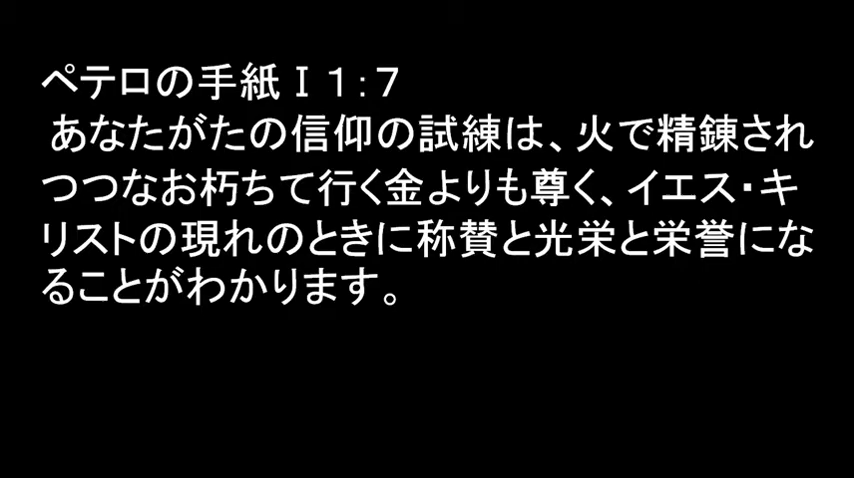 ペテロの手紙Ⅰ１：７
あなたがたの信仰の試練は、火で精錬され
つつなお朽ちて行く金よりも尊く、イエス・キ
リストの現れのときに称賛と光栄と栄誉にな
ることがわかります。